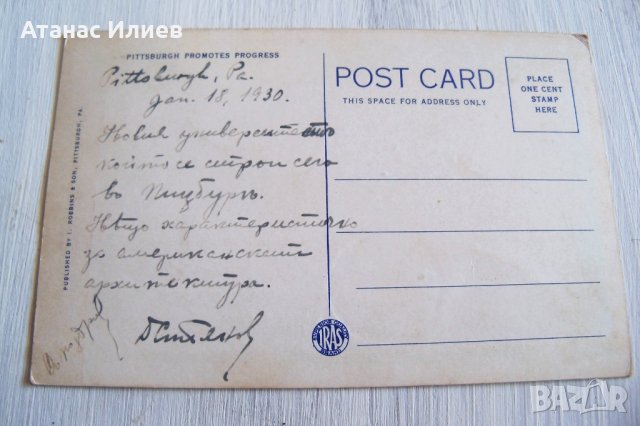 Атанас Илиев
PITTSBURGH PROMOTES PROGRESS
Pittsburgh, Pa.
Jan. 18, 1930.
Новия университетъ
който се строи сега
въ Пицбургъ.
Нѣщо характеристично
за американската
архитектура.
POST CARD
THIS SPACE FOR ADDRESS ONLY
PLACE
ONE CENT
STAMP
HERE
PUBLISHED BY I. ROBBINS & SON, PITTSBURGH, PA.
BAZAR